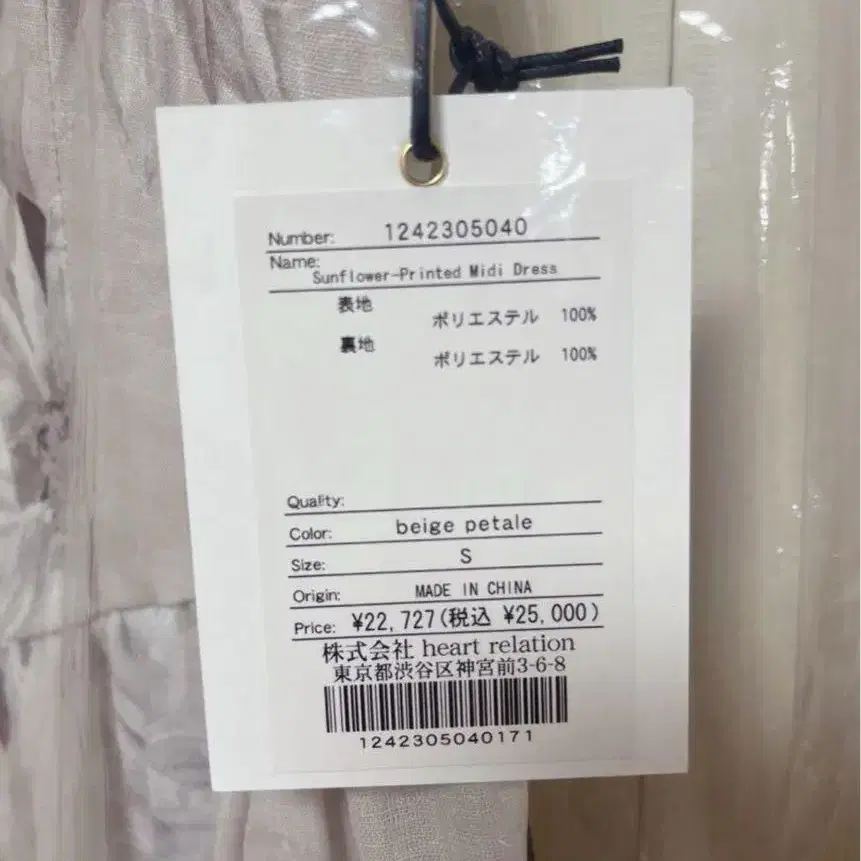 Number: 1242305040
Name:
Sunflower-Printed Midi Dress
表地
ポリエステル 100%
裏地
ポリエステル 100%
Quality:
Color: beige petale
Size: S
Origin: MADE IN CHINA
Price: ¥22,727(税込 ¥25,000)
株式会社 heart relation
東京都渋谷区神宮前3-6-8
1242305040171